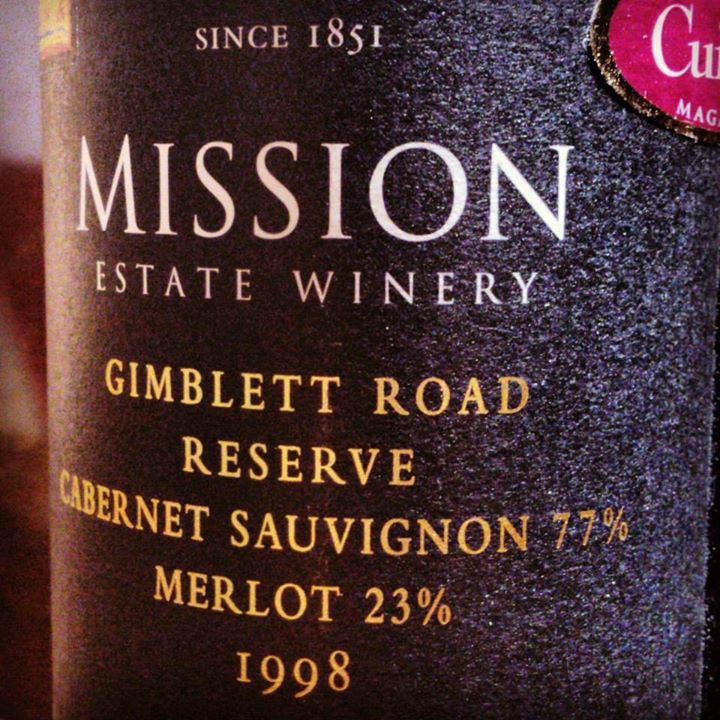 SINCE 1851
MISSION
ESTATE WINERY
GIMBLETT ROAD
RESERVE
CABERNET SAUVIGNON 77%
MERLOT 23%
1998